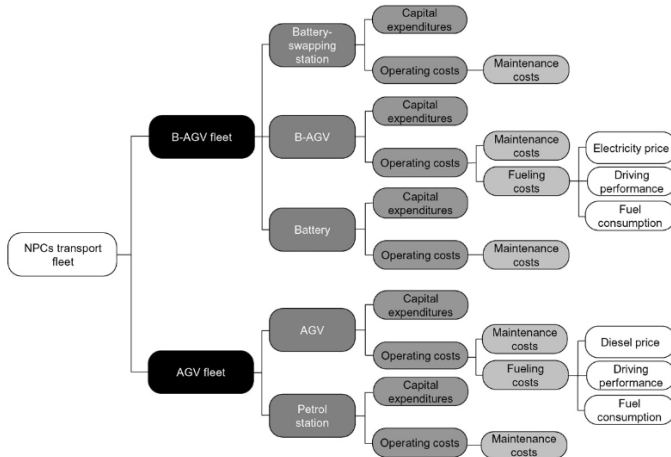 Battery-
swapping
station
Capital
expenditures
Operating costs
Maintenance
costs
B-AGV fleet
B-AGV
Capital
expenditures
Operating costs
Maintenance
costs
Fueling
costs
Electricity price
Driving
performance
Fuel
consumption
Battery
Capital
expenditures
Operating costs
Maintenance
costs
NPCs transport
fleet
AGV fleet
AGV
Capital
expenditures
Operating costs
Maintenance
costs
Fueling
costs
Diesel price
Driving
performance
Fuel
consumption
Petrol
station
Capital
expenditures
Operating costs
Maintenance
costs